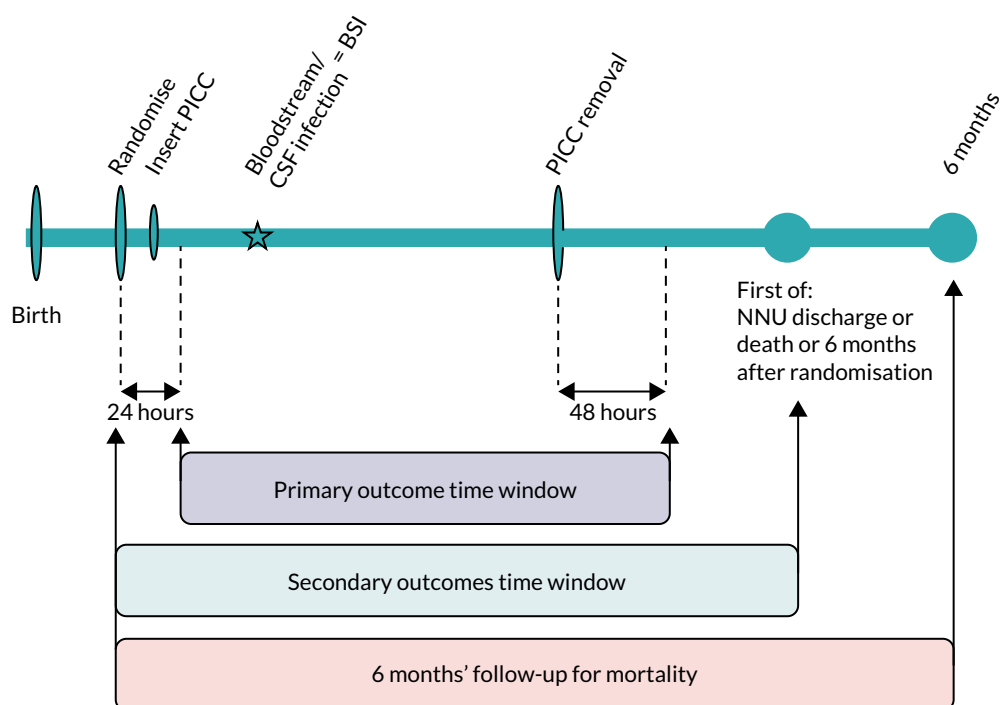 Randomise
Insert PICC
Bloodstream/
CSF infection = BSI
PICC removal
6 months
Birth
First of:
NNU discharge or
death or 6 months
after randomisation
24 hours
48 hours
Primary outcome time window
Secondary outcomes time window
6 months’ follow-up for mortality